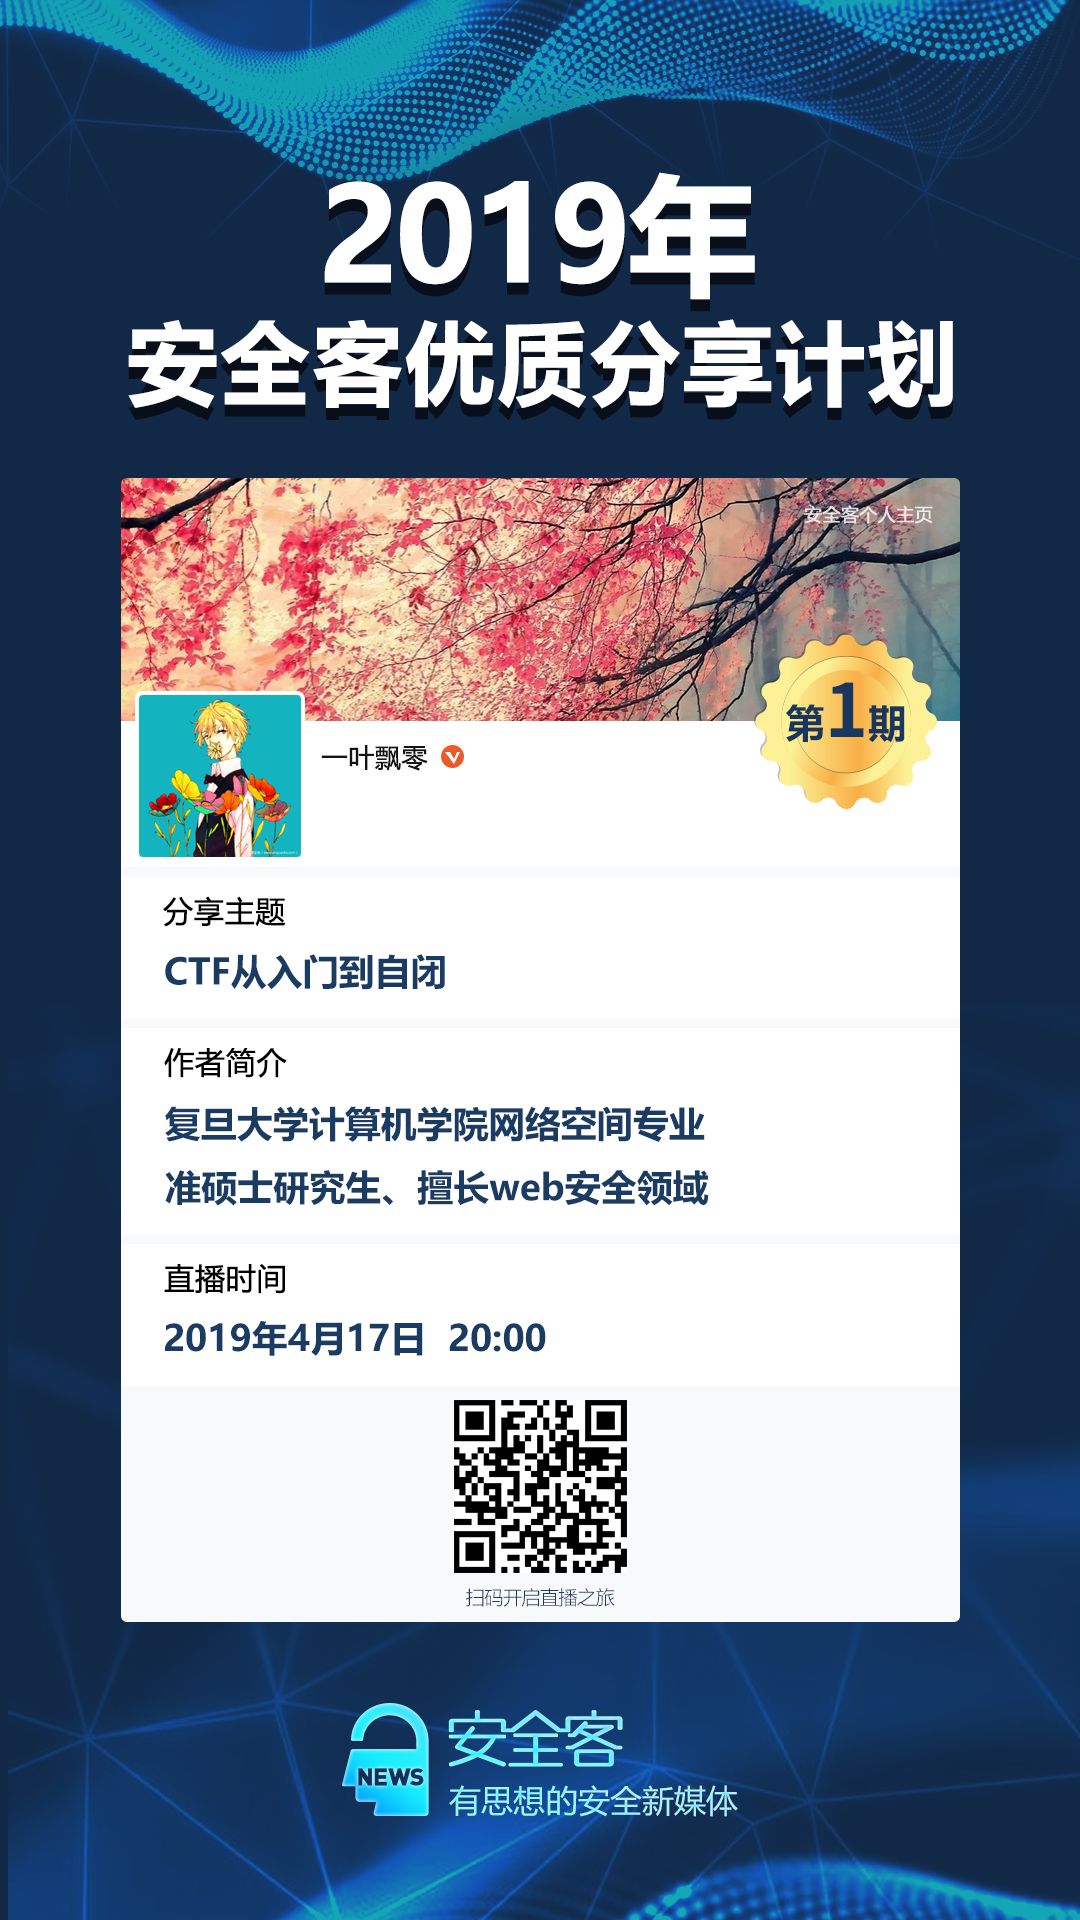 2019年
安全客优质分享计划
安全客个人主页
第1期
一叶飘零
分享主题
CTF从入门到自闭
作者简介
复旦大学计算机学院网络空间专业
准硕士研究生、擅长web安全领域
直播时间
2019年4月17日 20:00
扫码开启直播之旅
安全客
NEWS
有思想的安全新媒体